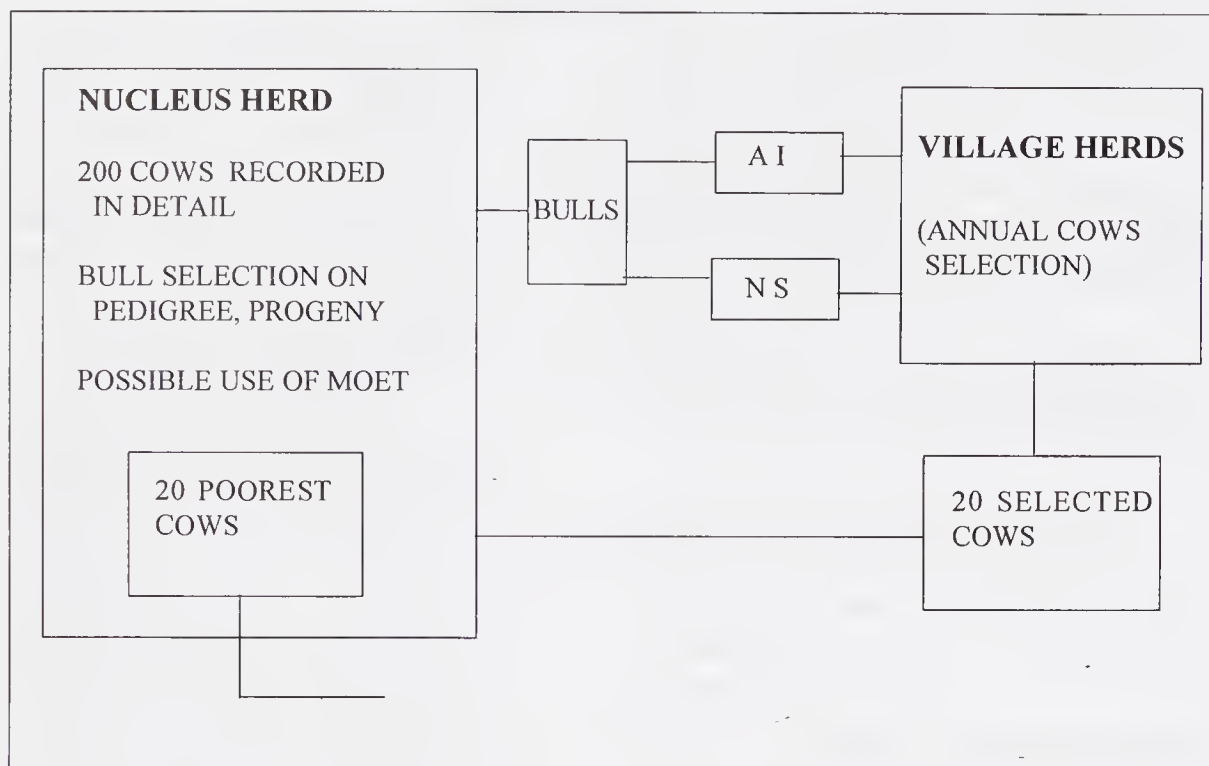 NUCLEUS HERD
200 COWS RECORDED
IN DETAIL
BULL SELECTION ON
PEDIGREE, PROGENY
POSSIBLE USE OF MOET
20 POOREST
COWS
BULLS
A I
N S
VILLAGE HERDS
(ANNUAL COWS
SELECTION)
20 SELECTED
COWS